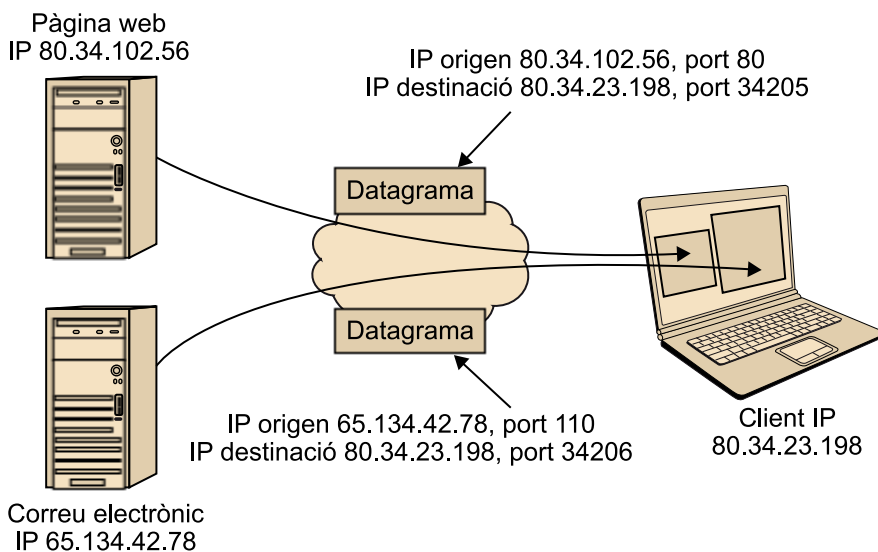 Pàgina web
IP 80.34.102.56
IP origen 80.34.102.56, port 80
IP destinació 80.34.23.198, port 34205
Datagrama
Datagrama
IP origen 65.134.42.78, port 110
IP destinació 80.34.23.198, port 34206
Client IP
80.34.23.198
Correu electrònic
IP 65.134.42.78